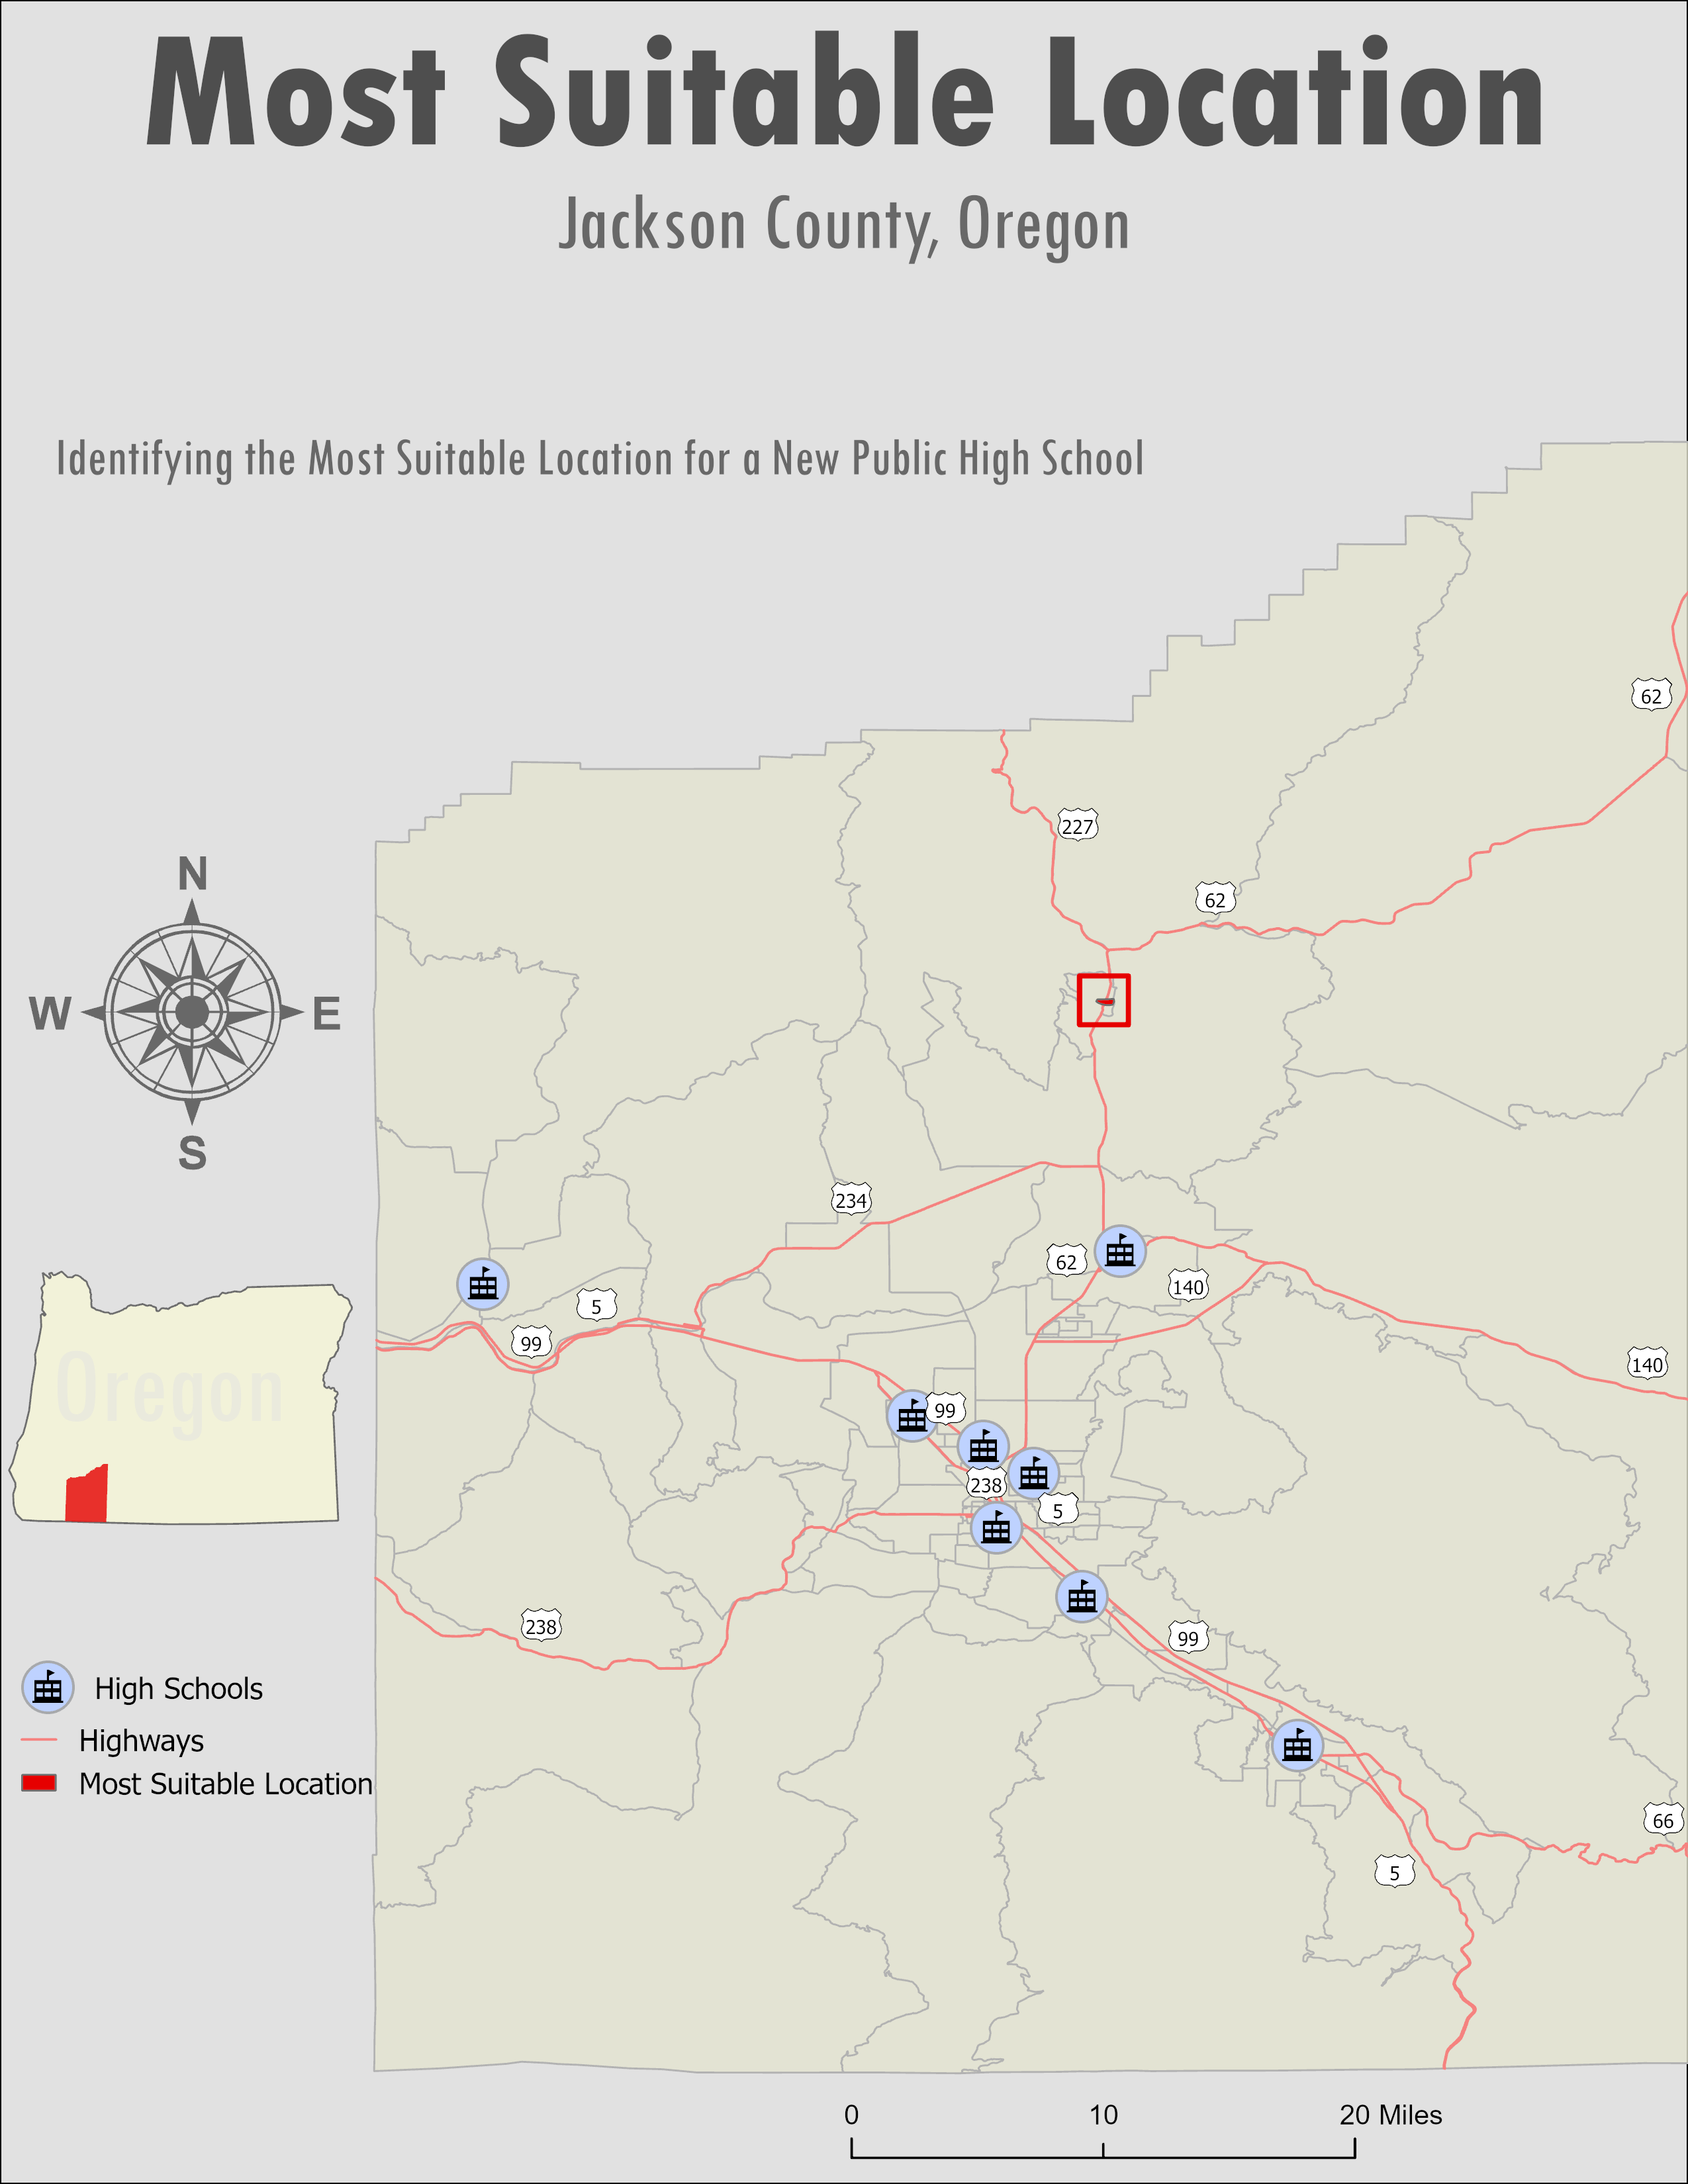 Most Suitable Location
Jackson County, Oregon
Identifying the Most Suitable Location for a New Public High School
62
227
62
N
W E
S
234
62
140
5
99
140
Oregon
99
238
5
238
99
High Schools
Highways
Most Suitable Location
66
5
0 10 20 Miles